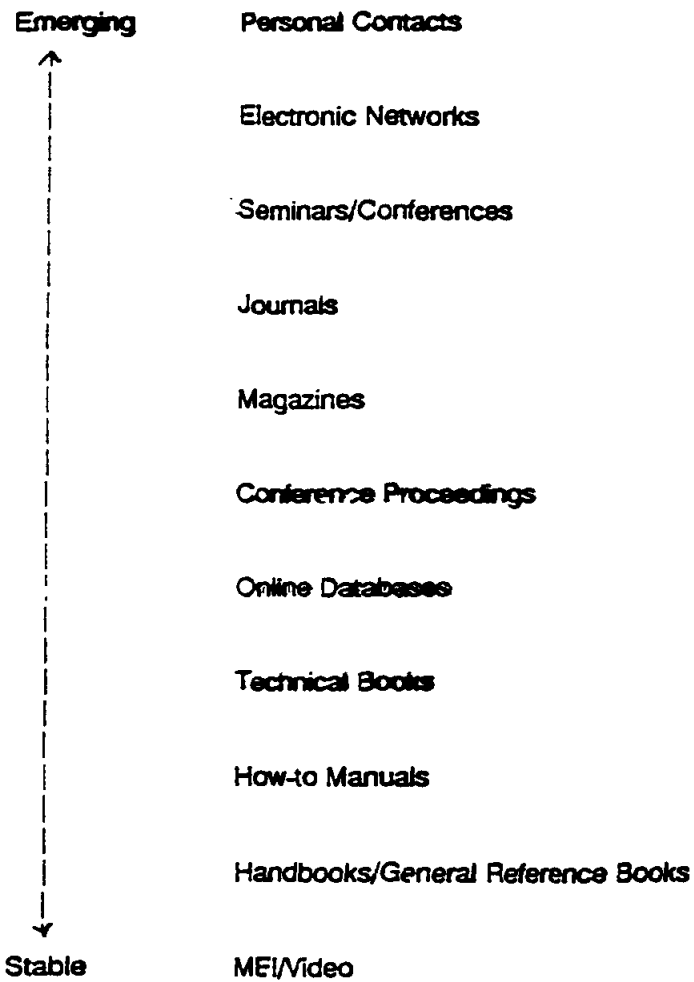 Emerging Personal Contacts
Electronic Networks
Seminars/Conferences
Journals
Magazines
Conference Proceedings
Online Databases
Technical Books
How-to Manuals
Handbooks/General Reference Books
Stable MEI/Video